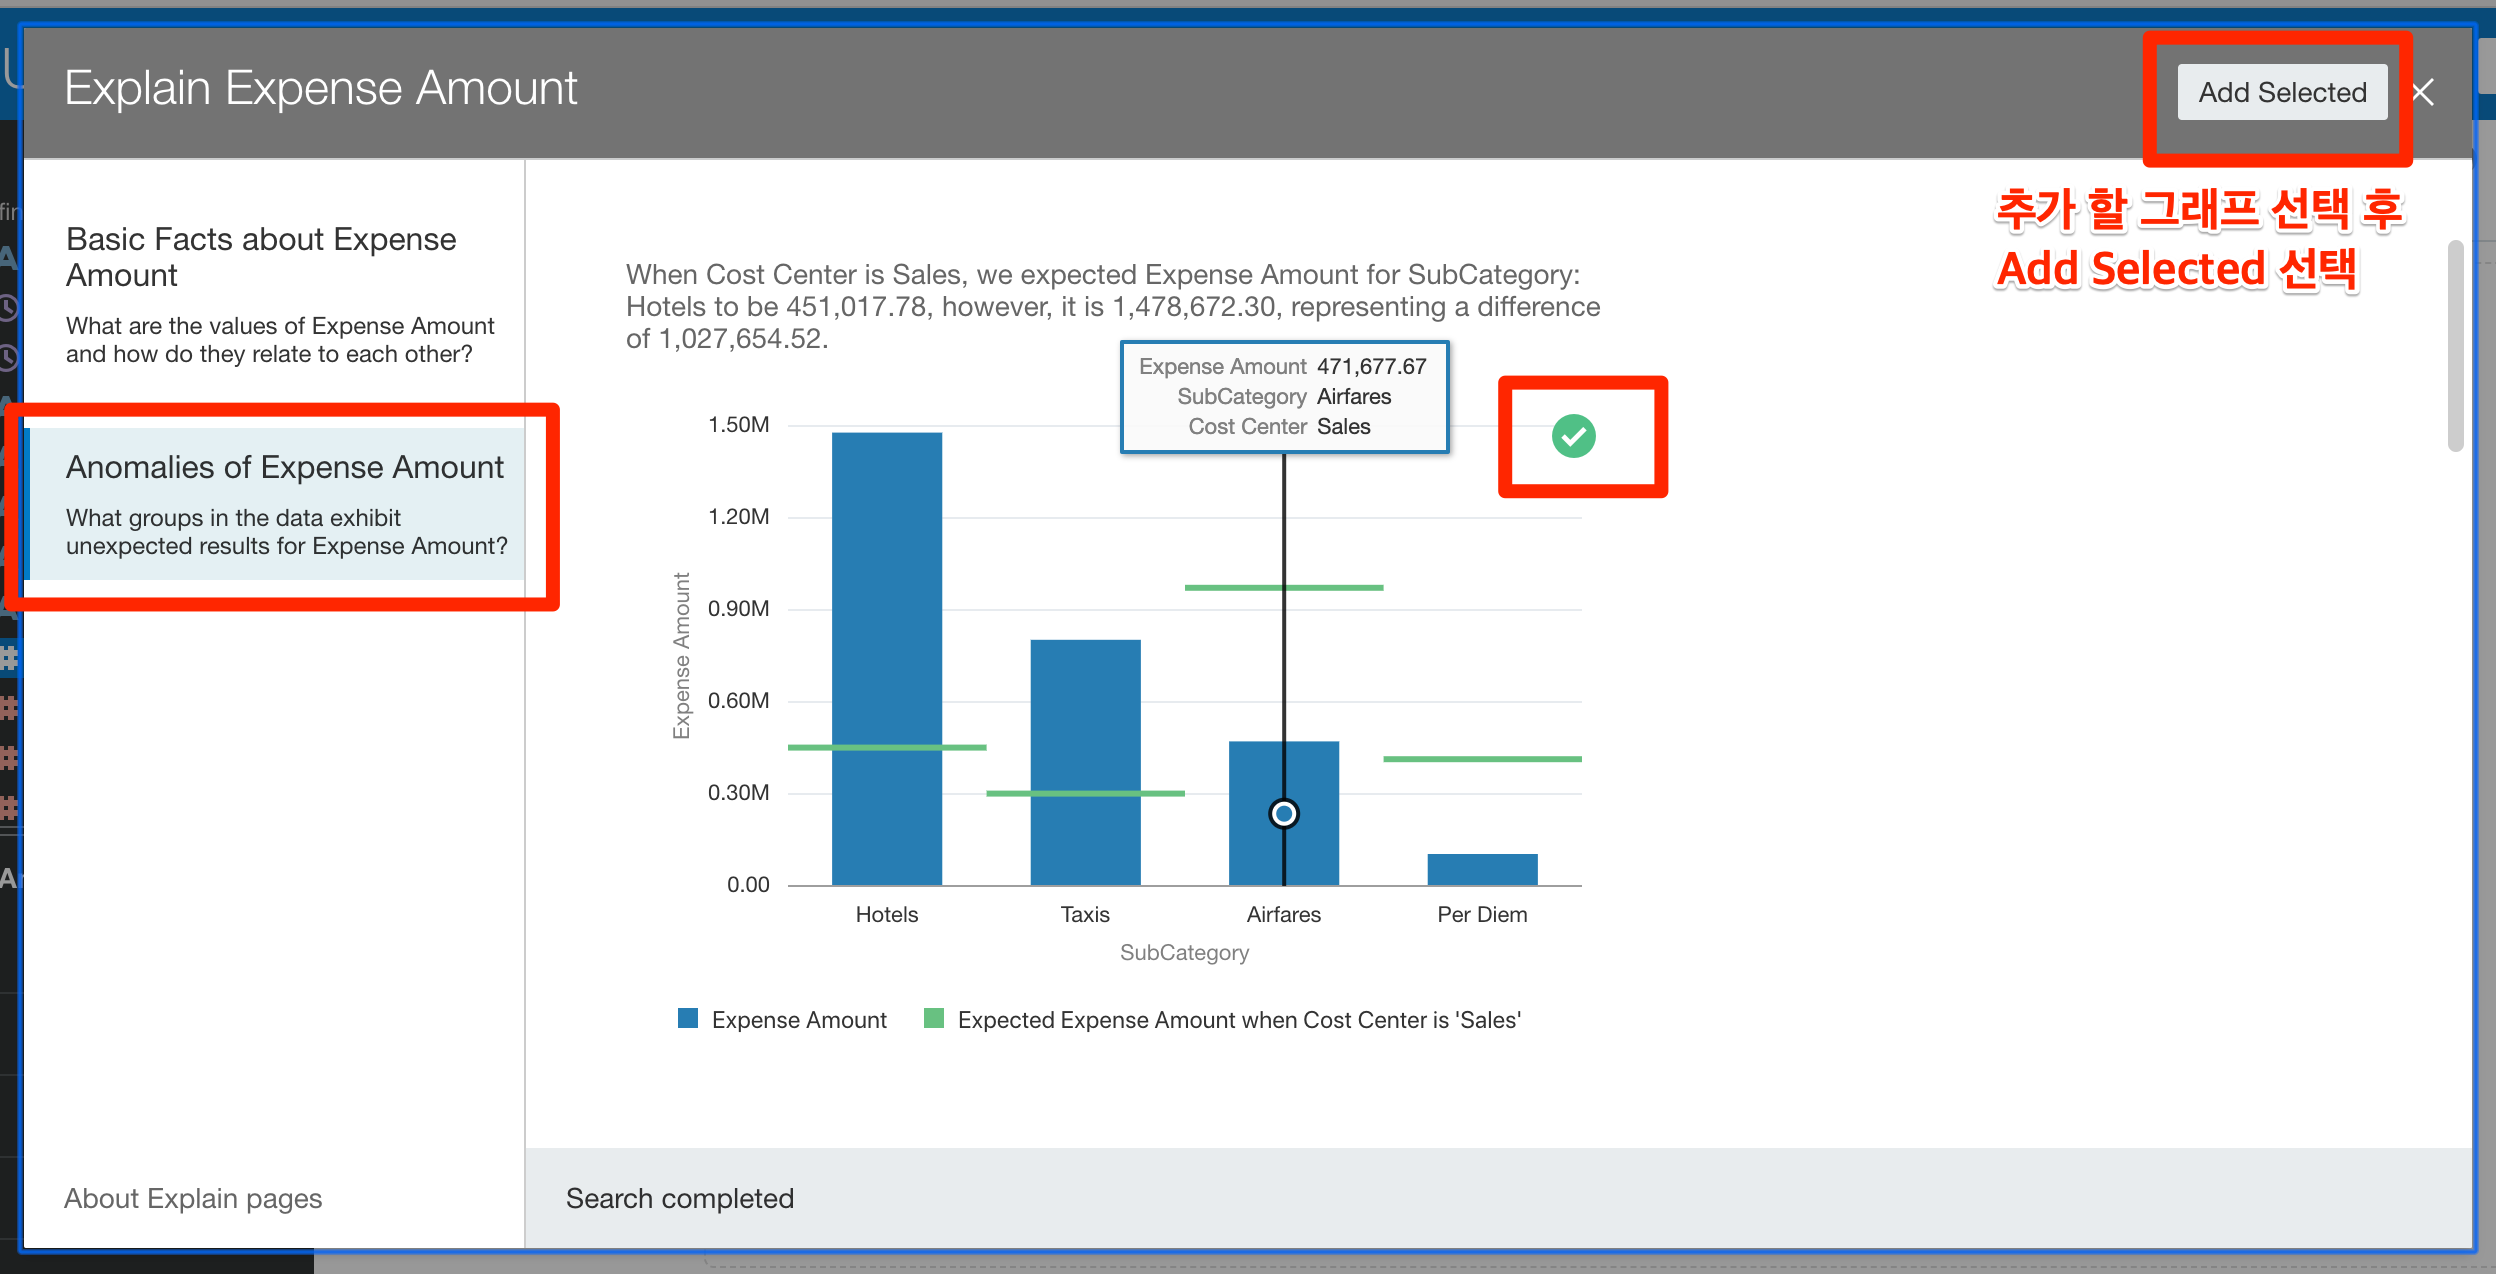 Explain Expense Amount
Add Selected
추가 할 그래프 선택 후
Add Selected 선택
Basic Facts about Expense
Amount
What are the values of Expense Amount
and how do they relate to each other?
Anomalies of Expense Amount
What groups in the data exhibit
unexpected results for Expense Amount?
About Explain pages
When Cost Center is Sales, we expected Expense Amount for SubCategory:
Hotels to be 451,017.78, however, it is 1,478,672.30, representing a difference
of 1,027,654.52.
Expense Amount 471,677.67
SubCategory Airfares
Cost Center Sales
Expense Amount
1.50M
1.20M
0.90M
0.60M
0.30M
0.00
Hotels Taxis Airfares Per Diem
SubCategory
Expense Amount Expected Expense Amount when Cost Center is 'Sales'
Search completed